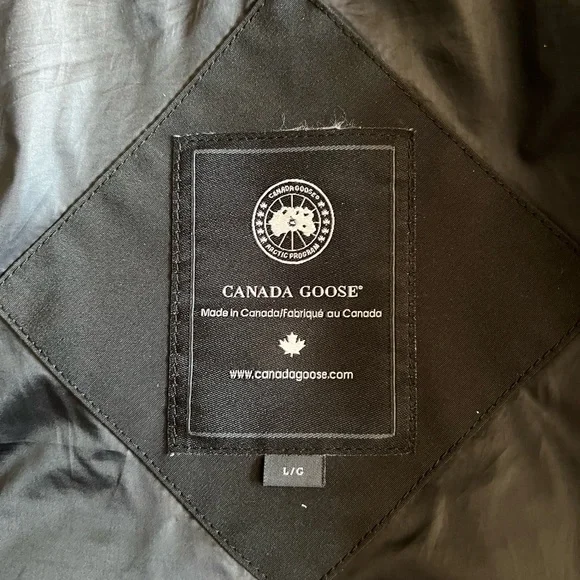 CANADA GOOSE®
ARCTIC PROGRAM
CANADA GOOSE®
Made in Canada/Fabriqué au Canada
www.canadagoose.com
L/G